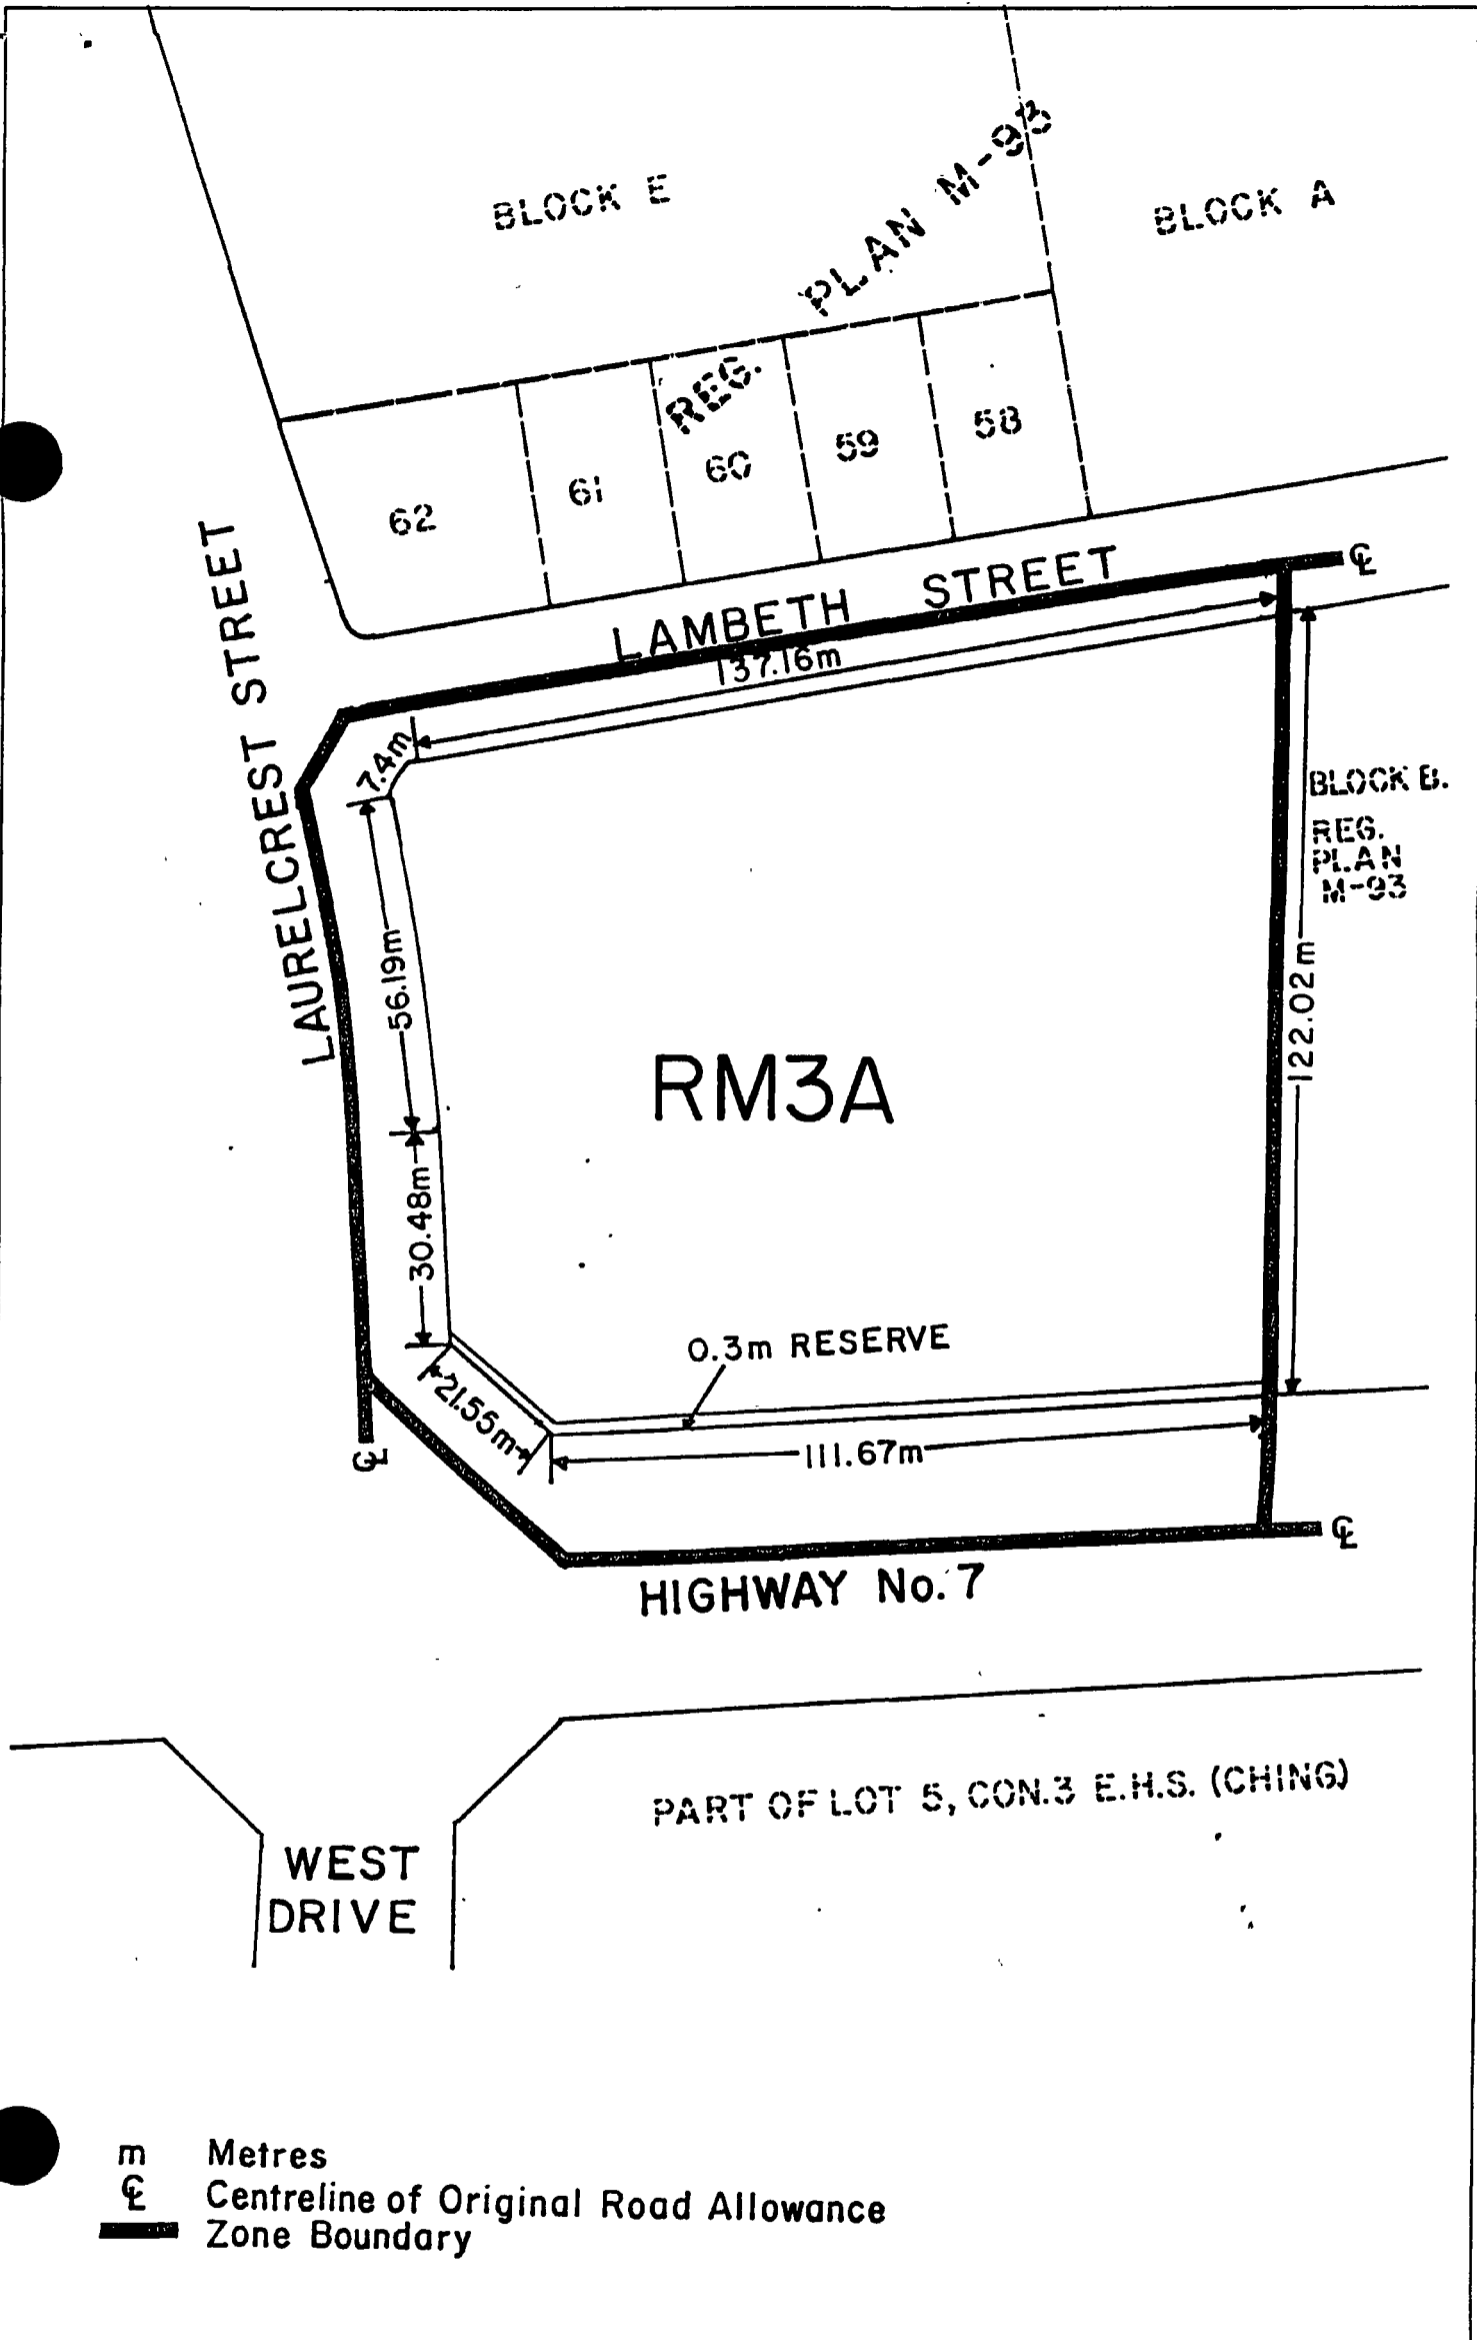 BLOCK E
REG. PLAN M-93
BLOCK A
62
61
60
59
58
LAURELCREST STREET
LAMBETH STREET
℄
137.16m
7.4m
56.19m
30.48m
21.55m
BLOCK B.
REG.
PLAN
M-93
122.02m
RM3A
0.3m RESERVE
111.67m
℄
℄
HIGHWAY No. 7
PART OF LOT 5, CON.3 E.H.S. (CHING)
WEST
DRIVE
m Metres
℄ Centreline of Original Road Allowance
Zone Boundary